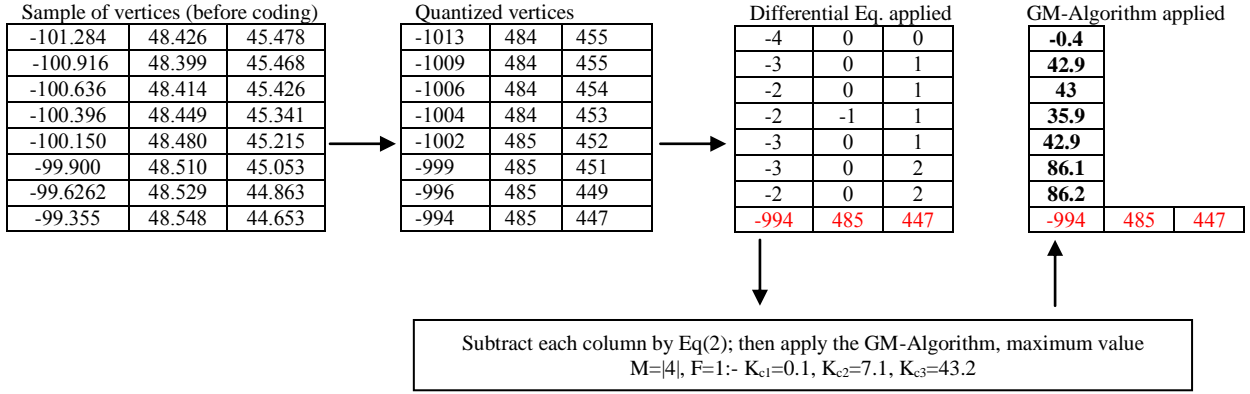 Sample of vertices (before coding) Quantized vertices Differential Eq. applied GM-Algorithm applied
-101.284 48.426 45.478 -1013 484 455 -4 0 0 -0.4
-100.916 48.399 45.468 -1009 484 455 -3 0 1 42.9
-100.636 48.414 45.426 -1006 484 454 -2 0 1 43
-100.396 48.449 45.341 -1004 484 453 -2 -1 1 35.9
-100.150 48.480 45.215 -1002 485 452 -3 0 1 42.9
-99.900 48.510 45.053 -999 485 451 -3 0 2 86.1
-99.6262 48.529 44.863 -996 485 449 -2 0 2 86.2
-99.355 48.548 44.653 -994 485 447 -994 485 447 -994 485 447
Subtract each column by Eq(2); then apply the GM-Algorithm, maximum value
M=|4|, F=1:- Kc1=0.1, Kc2=7.1, Kc3=43.2